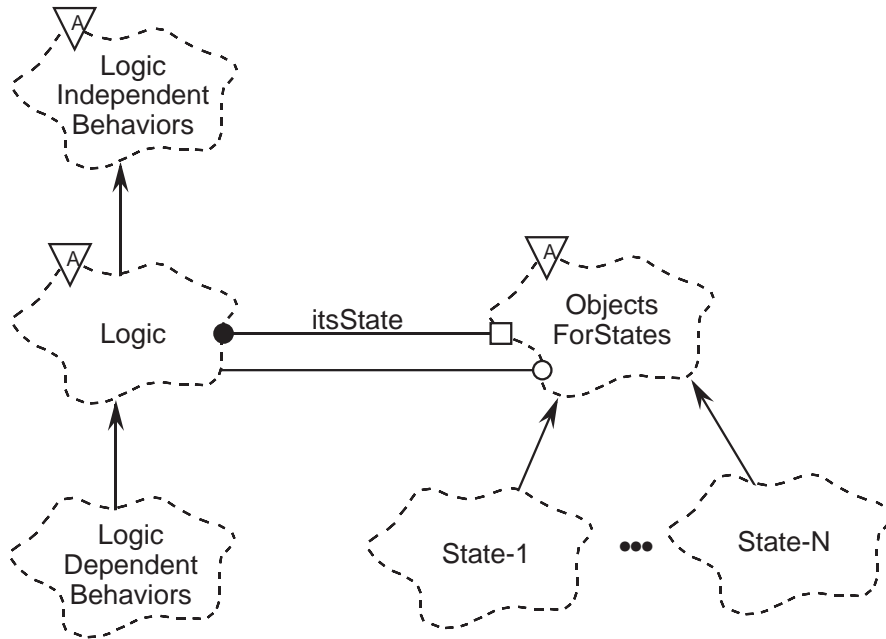 A
Logic
Independent
Behaviors
A
Logic
itsState
A
Objects
ForStates
Logic
Dependent
Behaviors
State-1
State-N